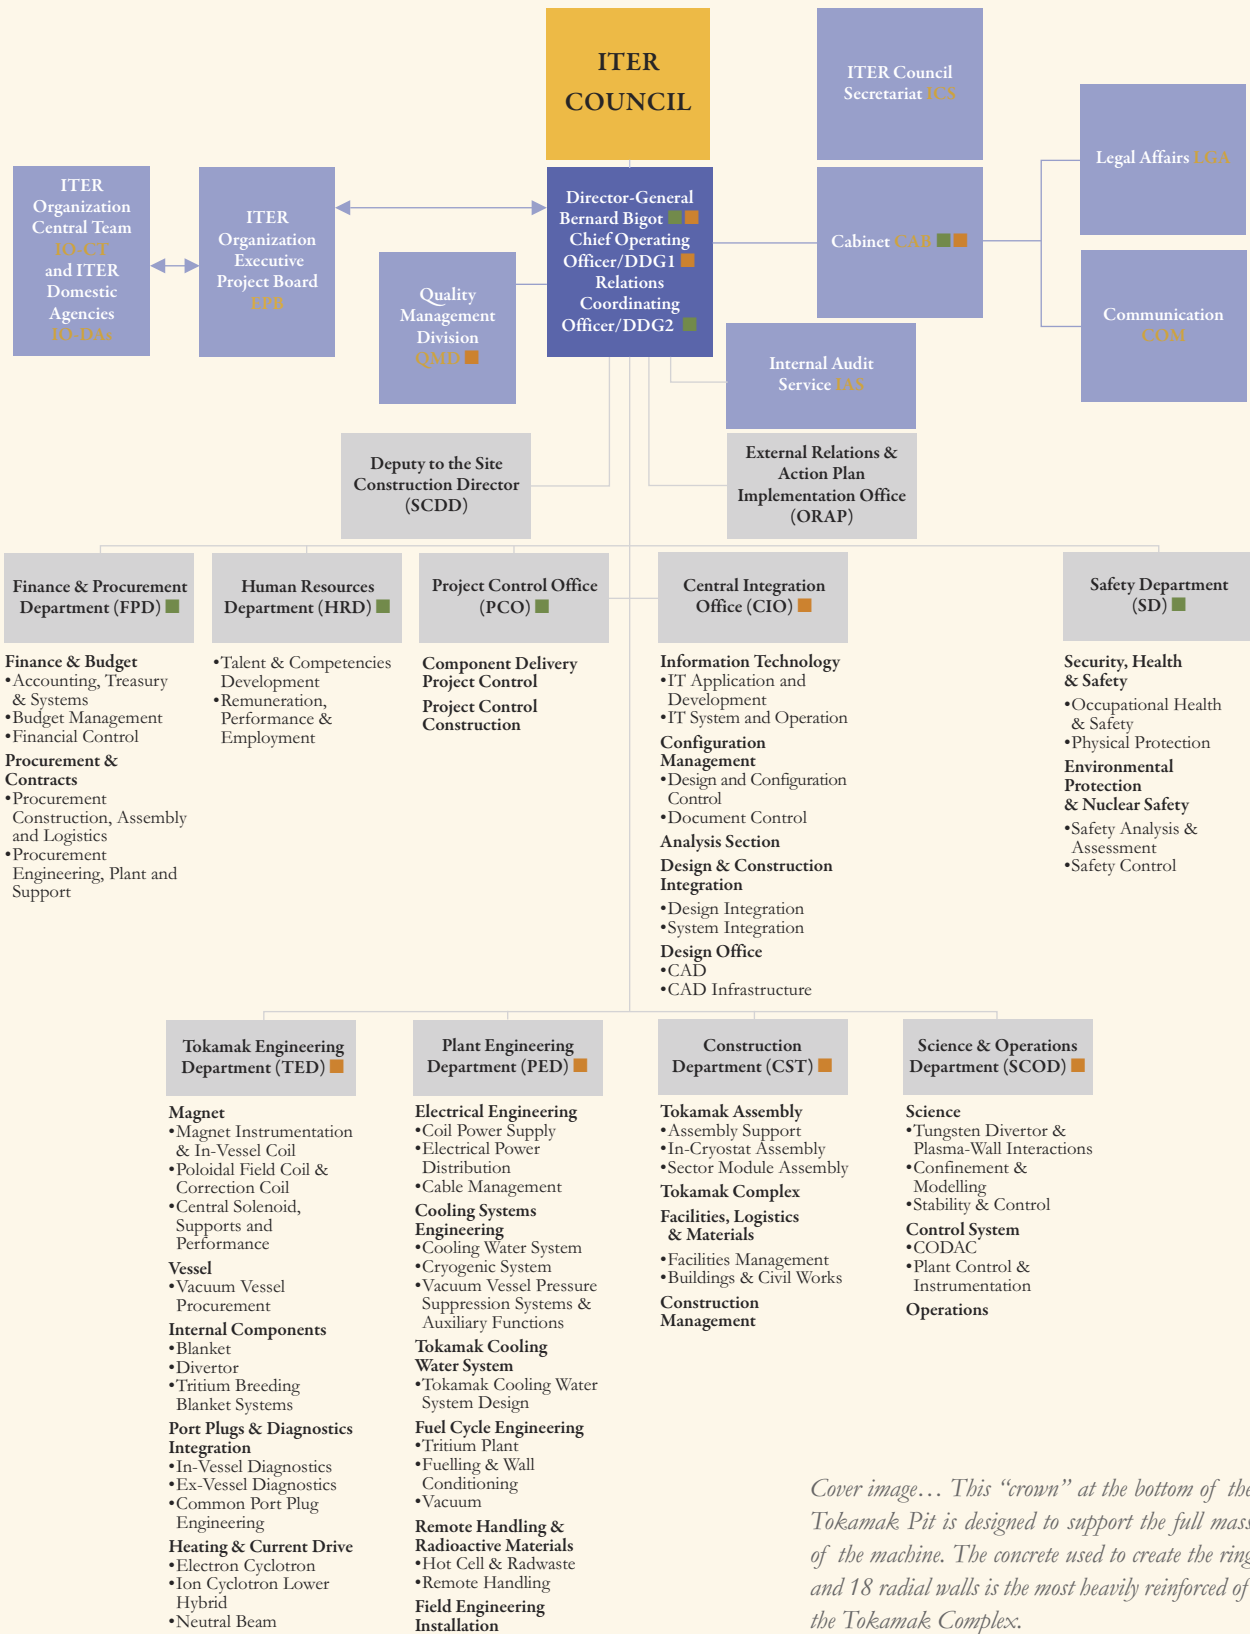 ITER
COUNCIL
ITER Council
Secretariat ICS
Legal Affairs LGA
ITER
Organization
Central Team
IO-CT
and ITER
Domestic
Agencies
IO-DAs
ITER
Organization
Executive
Project Board
EPB
Director-General
Bernard Bigot
Chief Operating
Officer/DDG1
Relations
Coordinating
Officer/DDG2
Cabinet CAB
Quality
Management
Division
QMD
Communication
COM
Internal Audit
Service IAS
Deputy to the Site
Construction Director
(SCDD)
External Relations &
Action Plan
Implementation Office
(ORAP)
Finance & Procurement
Department (FPD)
Finance & Budget
•Accounting, Treasury
& Systems
•Budget Management
•Financial Control
Procurement &
Contracts
•Procurement
Construction, Assembly
and Logistics
•Procurement
Engineering, Plant and
Support
Human Resources
Department (HRD)
•Talent & Competencies
Development
•Remuneration,
Performance &
Employment
Project Control Office
(PCO)
Component Delivery
Project Control
Project Control
Construction
Central Integration
Office (CIO)
Information Technology
•IT Application and
Development
•IT System and Operation
Configuration
Management
•Design and Configuration
Control
•Document Control
Analysis Section
Design & Construction
Integration
•Design Integration
•System Integration
Design Office
•CAD
•CAD Infrastructure
Safety Department
(SD)
Security, Health
& Safety
•Occupational Health
& Safety
•Physical Protection
Environmental
Protection
& Nuclear Safety
•Safety Analysis &
Assessment
•Safety Control
Tokamak Engineering
Department (TED)
Magnet
•Magnet Instrumentation
& In-Vessel Coil
•Poloidal Field Coil &
Correction Coil
•Central Solenoid,
Supports and
Performance
Vessel
•Vacuum Vessel
Procurement
Internal Components
•Blanket
•Divertor
•Tritium Breeding
Blanket Systems
Port Plugs & Diagnostics
Integration
•In-Vessel Diagnostics
•Ex-Vessel Diagnostics
•Common Port Plug
Engineering
Heating & Current Drive
•Electron Cyclotron
•Ion Cyclotron Lower
Hybrid
•Neutral Beam
Plant Engineering
Department (PED)
Electrical Engineering
•Coil Power Supply
•Electrical Power
Distribution
•Cable Management
Cooling Systems
Engineering
•Cooling Water System
•Cryogenic System
•Vacuum Vessel Pressure
Suppression Systems &
Auxiliary Functions
Tokamak Cooling
Water System
•Tokamak Cooling Water
System Design
Fuel Cycle Engineering
•Tritium Plant
•Fuelling & Wall
Conditioning
•Vacuum
Remote Handling &
Radioactive Materials
•Hot Cell & Radwaste
•Remote Handling
Field Engineering
Installation
Construction
Department (CST)
Tokamak Assembly
•Assembly Support
•In-Cryostat Assembly
•Sector Module Assembly
Tokamak Complex
Facilities, Logistics
& Materials
•Facilities Management
•Buildings & Civil Works
Construction
Management
Science & Operations
Department (SCOD)
Science
•Tungsten Divertor &
Plasma-Wall Interactions
•Confinement &
Modelling
•Stability & Control
Control System
•CODAC
•Plant Control &
Instrumentation
Operations
Cover image… This “crown” at the bottom of the
Tokamak Pit is designed to support the full mass
of the machine. The concrete used to create the ring
and 18 radial walls is the most heavily reinforced of
the Tokamak Complex.